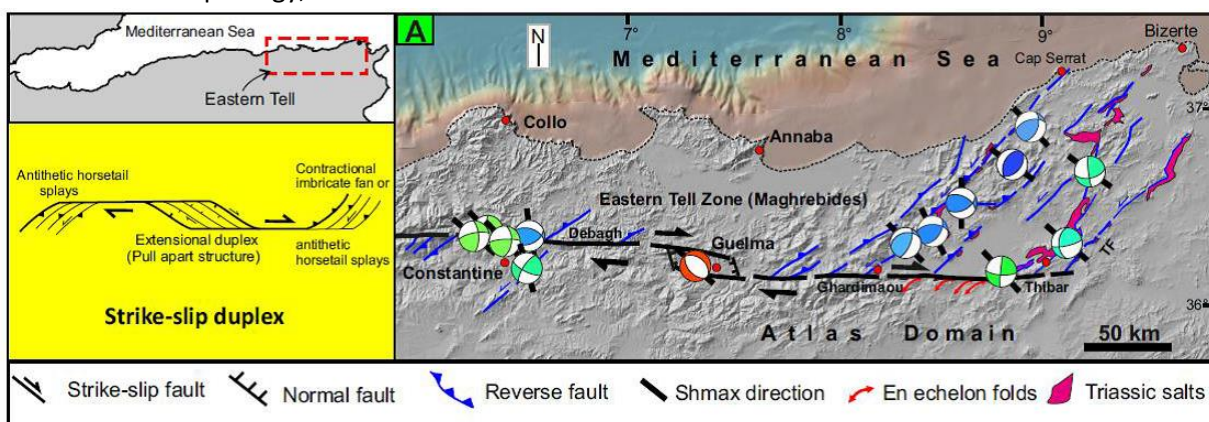 Mediterranean Sea
Eastern Tell
Antithetic horsetail
splays
Contractional
imbricate fan or
Extensional duplex
(Pull apart structure)
antithetic
horsetail splays
Strike-slip duplex
A
N
7°
8°
9°
Bizerte
Mediterranean Sea
Cap Serrat
37°
Collo
Annaba
Eastern Tell Zone (Maghrebides)
Debagh
Guelma
Constantine
Ghardimaou
Thibar
TF
36°
Atlas Domain
50 km
Strike-slip fault
Normal fault
Reverse fault
Shmax direction
En echelon folds
Triassic salts